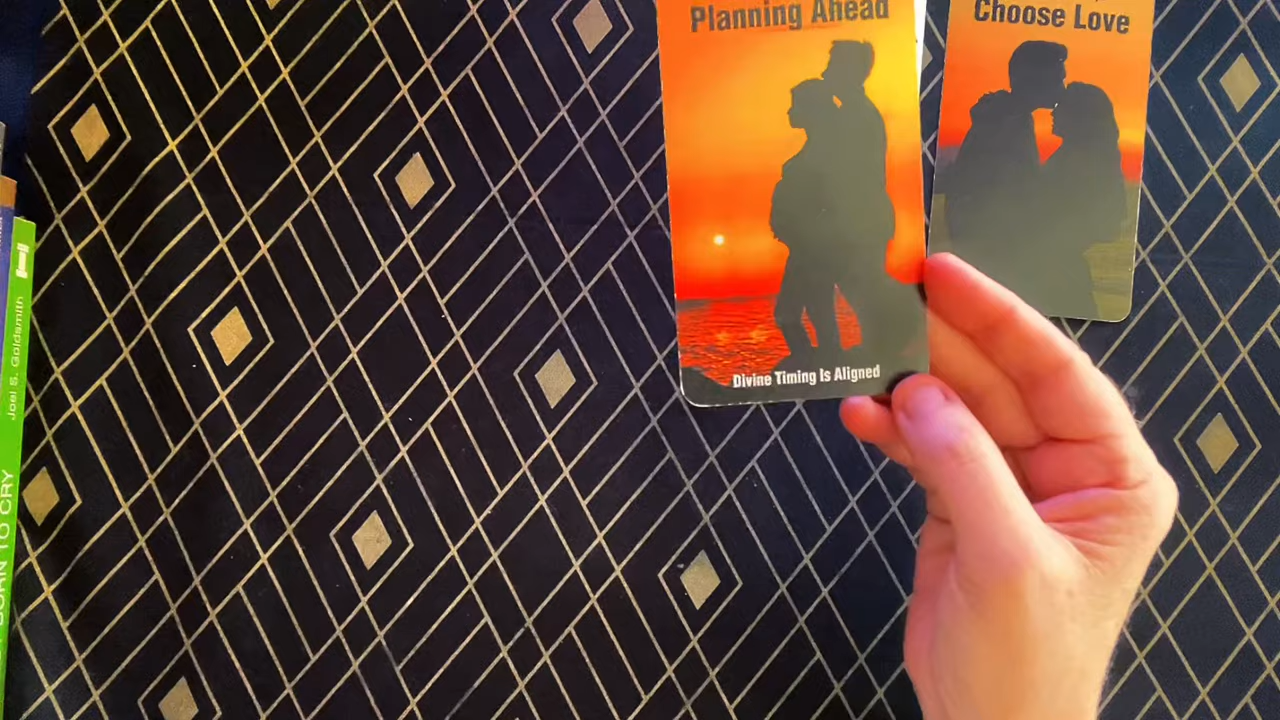 Planning Ahead
Choose Love
Divine Timing Is Aligned
Joel S. Goldsmith
BORN TO CRY